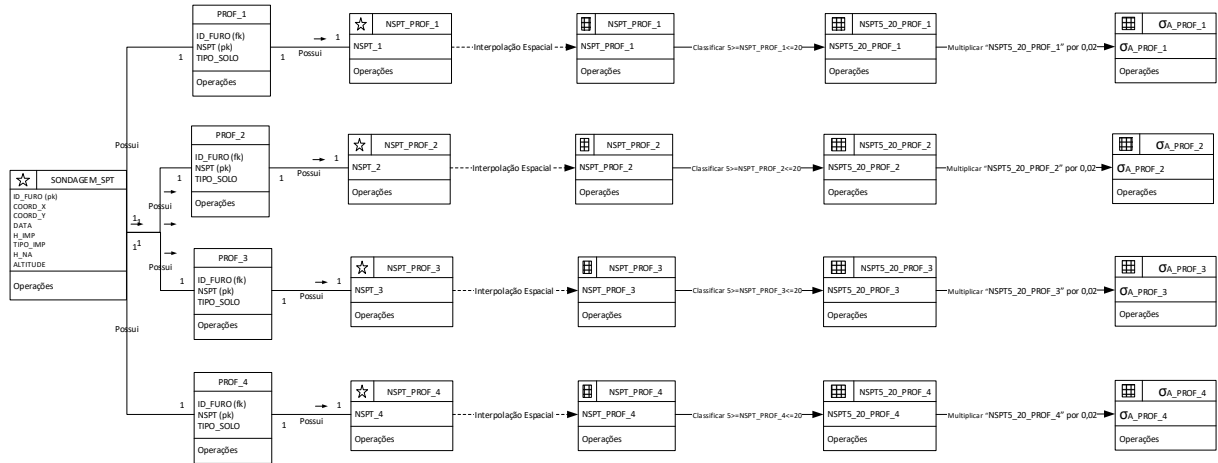 SONDAGEM_SPT
ID_FURO (pk)
COORD_X
COORD_Y
DATA
H_IMP
TIPO_IMP
H_NA
ALTITUDE
Operações
1
1
1
1
Possui
Possui
Possui
Possui
PROF_1
1
ID_FURO (fk)
NSPT (pk)
TIPO_SOLO
Operações
1
Possui
1
NSPT_PROF_1
NSPT_1
Operações
Interpolação Espacial
NSPT_PROF_1
NSPT_PROF_1
Operações
Classificar 5>=NSPT_PROF_1<=20
NSPT5_20_PROF_1
NSPT5_20_PROF_1
Operações
Multiplicar "NSPT5_20_PROF_1" por 0,02
σA_PROF_1
σA_PROF_1
Operações
PROF_2
1
ID_FURO (fk)
NSPT (pk)
TIPO_SOLO
Operações
1
Possui
1
NSPT_PROF_2
NSPT_2
Operações
Interpolação Espacial
NSPT_PROF_2
NSPT_PROF_2
Operações
Classificar 5>=NSPT_PROF_2<=20
NSPT5_20_PROF_2
NSPT5_20_PROF_2
Operações
Multiplicar "NSPT5_20_PROF_2" por 0,02
σA_PROF_2
σA_PROF_2
Operações
PROF_3
1
ID_FURO (fk)
NSPT (pk)
TIPO_SOLO
Operações
1
Possui
1
NSPT_PROF_3
NSPT_3
Operações
Interpolação Espacial
NSPT_PROF_3
NSPT_PROF_3
Operações
Classificar 5>=NSPT_PROF_3<=20
NSPT5_20_PROF_3
NSPT5_20_PROF_3
Operações
Multiplicar "NSPT5_20_PROF_3" por 0,02
σA_PROF_3
σA_PROF_3
Operações
PROF_4
1
ID_FURO (fk)
NSPT (pk)
TIPO_SOLO
Operações
1
Possui
1
NSPT_PROF_4
NSPT_4
Operações
Interpolação Espacial
NSPT_PROF_4
NSPT_PROF_4
Operações
Classificar 5>=NSPT_PROF_4<=20
NSPT5_20_PROF_4
NSPT5_20_PROF_4
Operações
Multiplicar "NSPT5_20_PROF_4" por 0,02
σA_PROF_4
σA_PROF_4
Operações